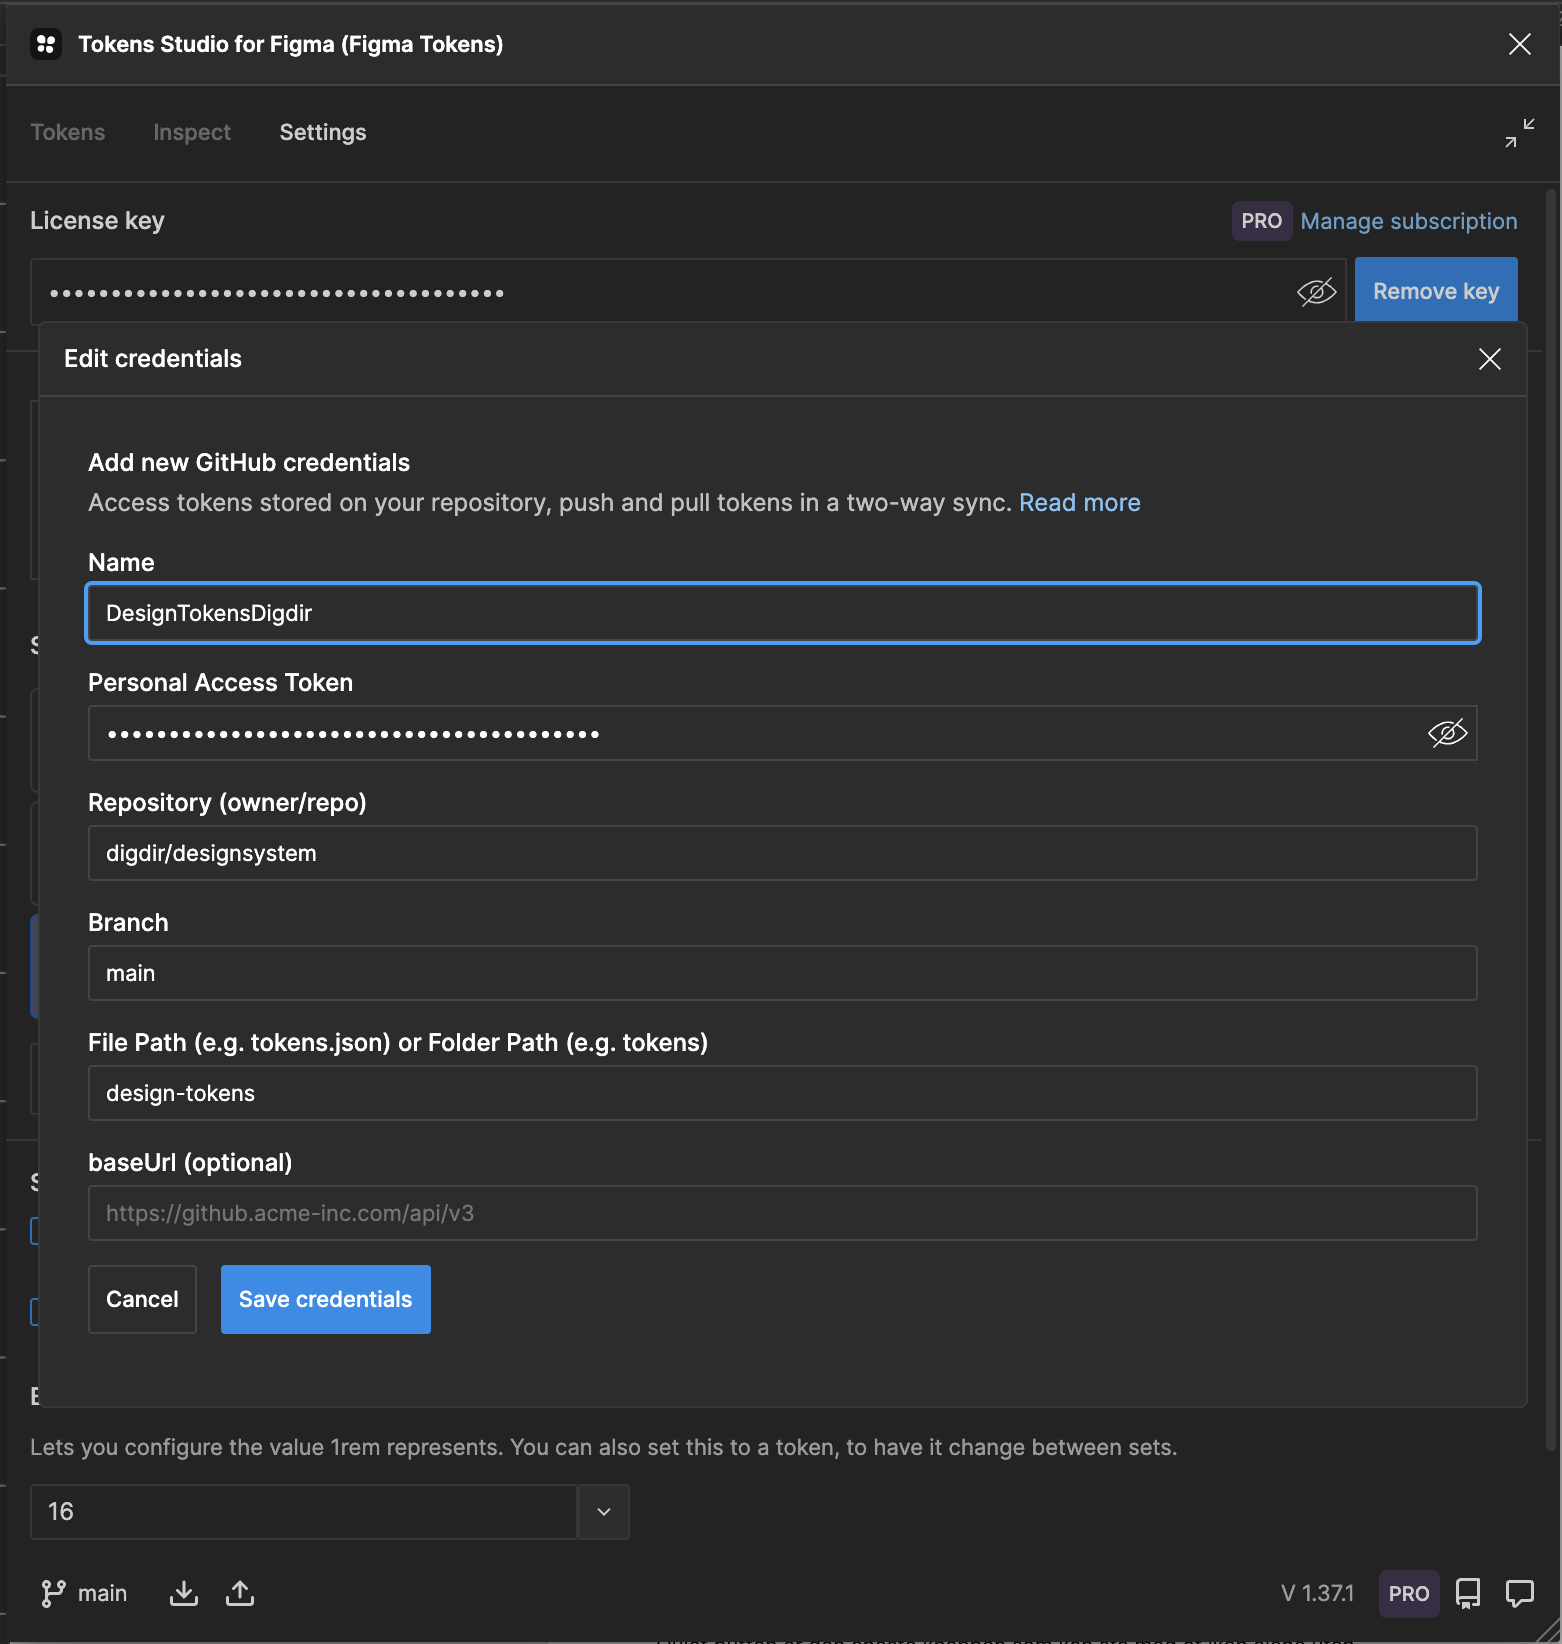 Tokens Studio for Figma (Figma Tokens)
Tokens Inspect Settings
License key PRO Manage subscription
•••••••••••••••••••••••••••••••••••••
Remove key
Edit credentials
Add new GitHub credentials
Access tokens stored on your repository, push and pull tokens in a two-way sync. Read more
Name
DesignTokensDigdir
Personal Access Token
••••••••••••••••••••••••••••••••••••••••
Repository (owner/repo)
digdir/designsystem
Branch
main
File Path (e.g. tokens.json) or Folder Path (e.g. tokens)
design-tokens
baseUrl (optional)
https://github.acme-inc.com/api/v3
Cancel Save credentials
Lets you configure the value 1rem represents. You can also set this to a token, to have it change between sets.
16
main V 1.37.1 PRO